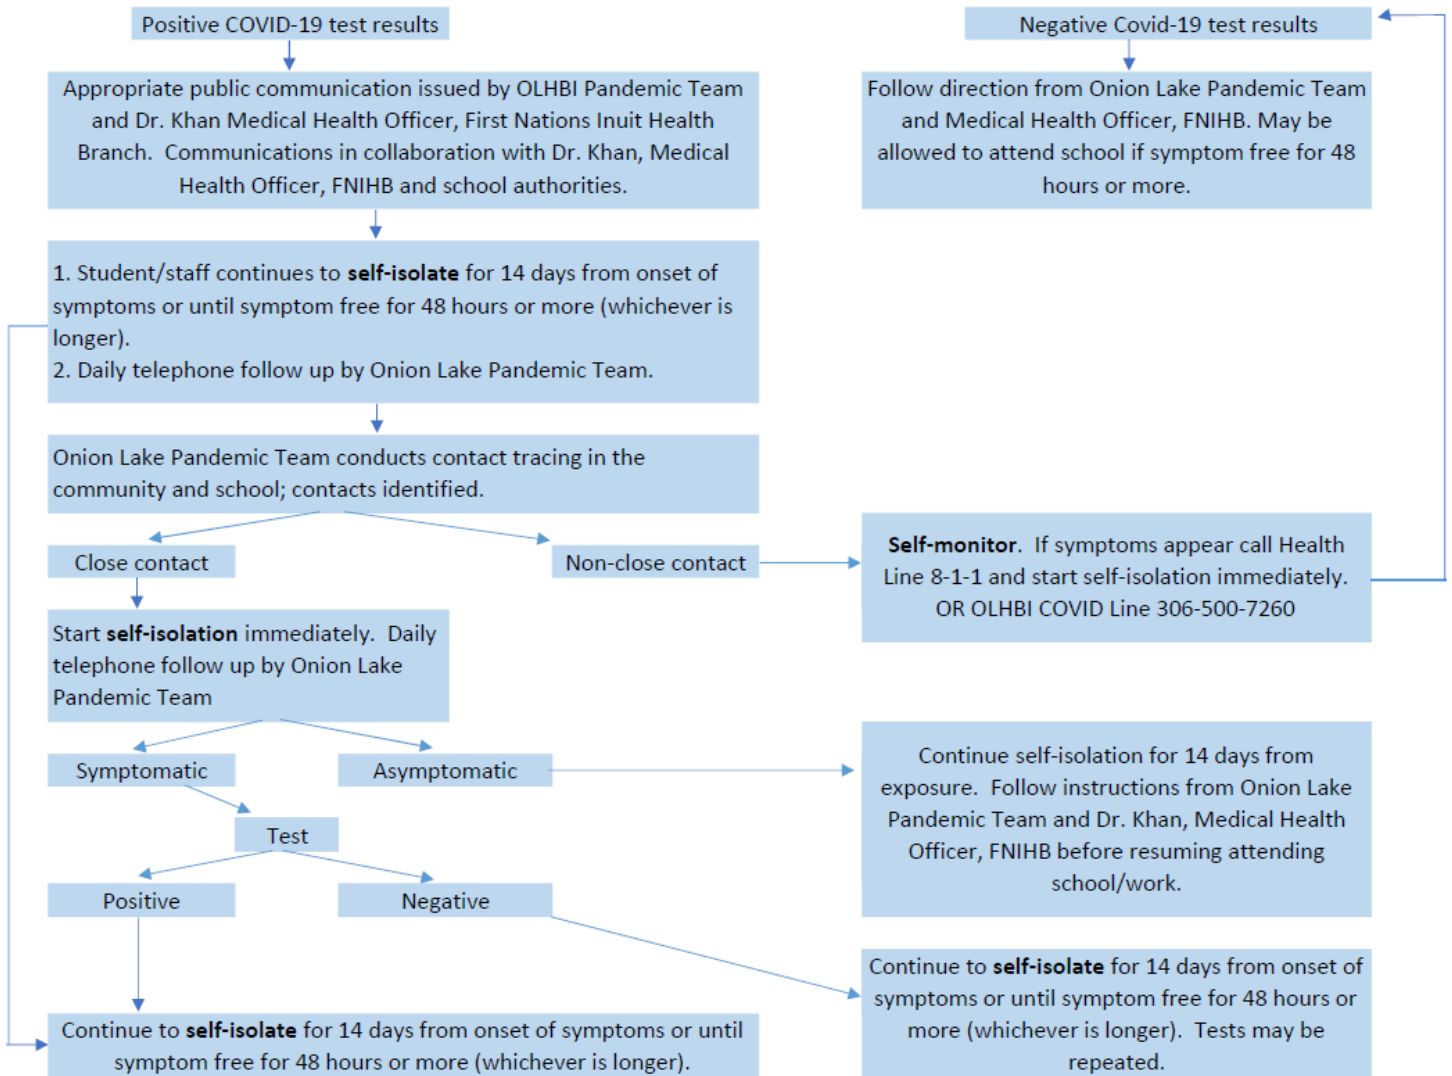 Positive COVID-19 test results
Negative Covid-19 test results
Appropriate public communication issued by OLHBI Pandemic Team
and Dr. Khan Medical Health Officer, First Nations Inuit Health
Branch.  Communications in collaboration with Dr. Khan, Medical
Health Officer, FNIHB and school authorities.
Follow direction from Onion Lake Pandemic Team
and Medical Health Officer, FNIHB. May be
allowed to attend school if symptom free for 48
hours or more.
1. Student/staff continues to self-isolate for 14 days from onset of
symptoms or until symptom free for 48 hours or more (whichever is
longer).
2. Daily telephone follow up by Onion Lake Pandemic Team.
Onion Lake Pandemic Team conducts contact tracing in the
community and school; contacts identified.
Close contact
Non-close contact
Self-monitor.  If symptoms appear call Health
Line 8-1-1 and start self-isolation immediately.
OR OLHBI COVID Line 306-500-7260
Start self-isolation immediately.  Daily
telephone follow up by Onion Lake
Pandemic Team
Symptomatic
Asymptomatic
Continue self-isolation for 14 days from
exposure.  Follow instructions from Onion Lake
Pandemic Team and Dr. Khan, Medical Health
Officer, FNIHB before resuming attending
school/work.
Test
Positive
Negative
Continue to self-isolate for 14 days from onset of
symptoms or until symptom free for 48 hours or
more (whichever is longer).  Tests may be
repeated.
Continue to self-isolate for 14 days from onset of symptoms or until
symptom free for 48 hours or more (whichever is longer).